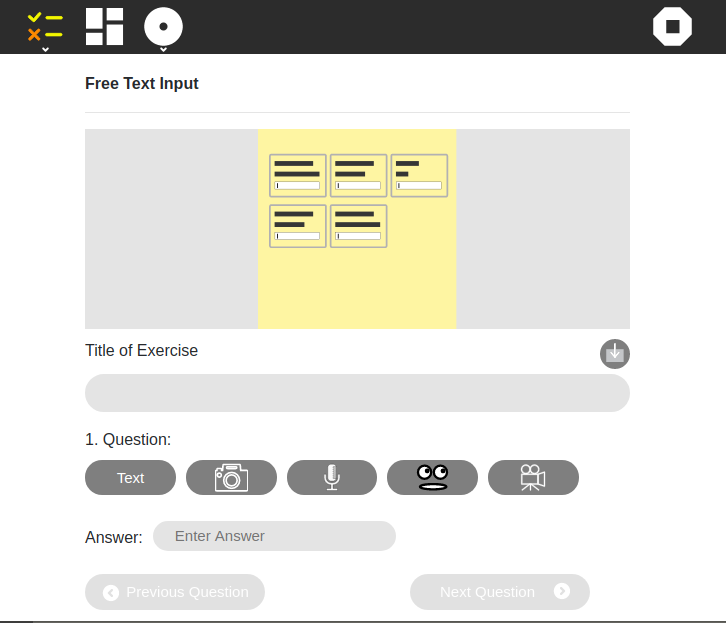 Free Text Input
Title of Exercise
1. Question:
Text
Answer:
Enter Answer
Previous Question
Next Question